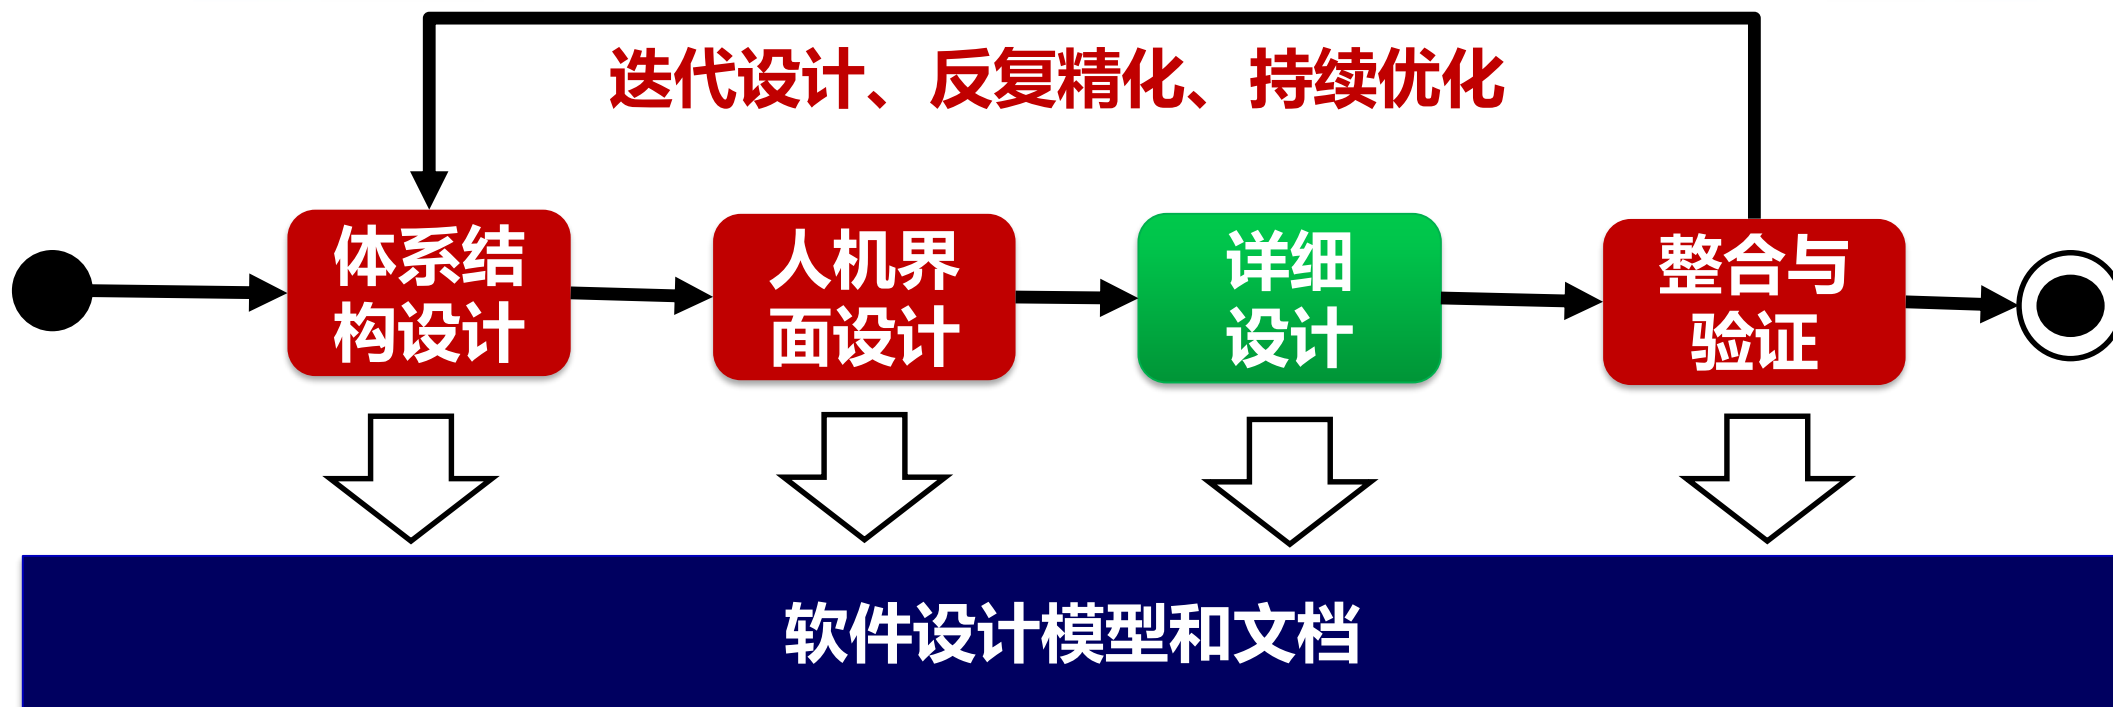 迭代设计、反复精化、持续优化
体系结
构设计
人机界
面设计
详细
设计
整合与
验证
软件设计模型和文档